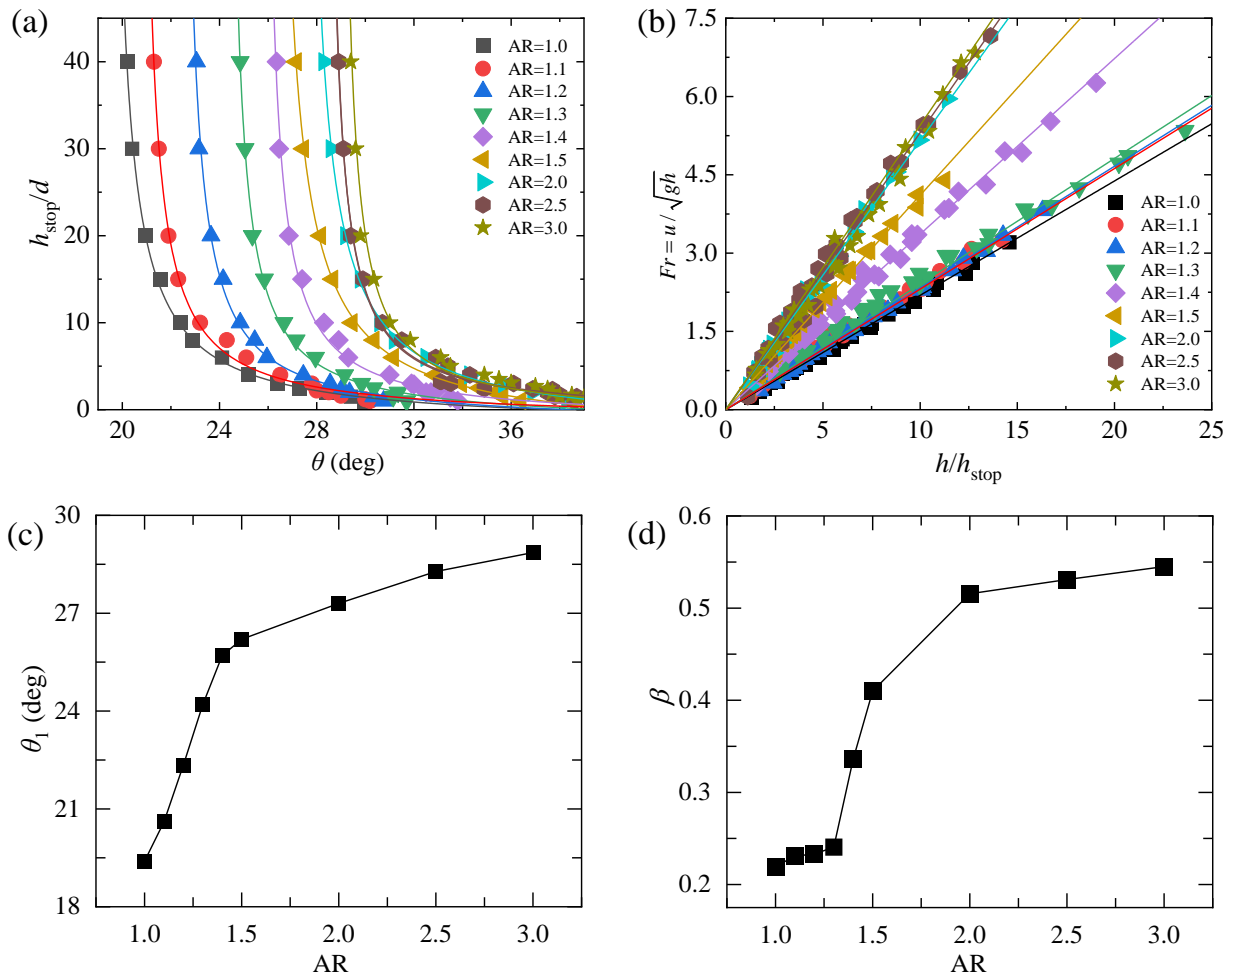 (a)
h_stop/d
40
30
20
10
0
20
24
28
32
36
θ (deg)
AR=1.0
AR=1.1
AR=1.2
AR=1.3
AR=1.4
AR=1.5
AR=2.0
AR=2.5
AR=3.0
(b)
Fr = u / √gh
7.5
6.0
4.5
3.0
1.5
0.0
0
5
10
15
20
25
h/h_stop
AR=1.0
AR=1.1
AR=1.2
AR=1.3
AR=1.4
AR=1.5
AR=2.0
AR=2.5
AR=3.0
(c)
θ₁ (deg)
30
27
24
21
18
1.0
1.5
2.0
2.5
3.0
AR
(d)
β
0.6
0.5
0.4
0.3
0.2
1.0
1.5
2.0
2.5
3.0
AR